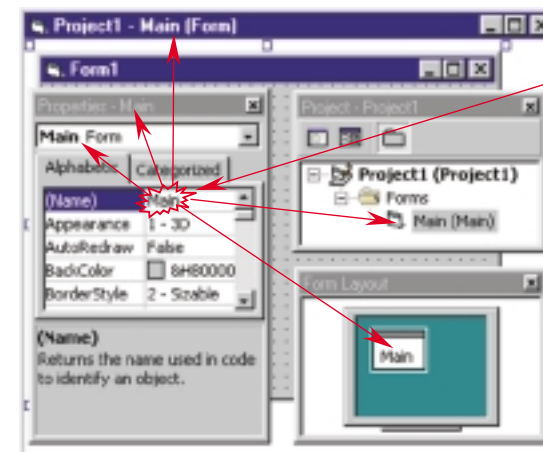 Project1 - Main (Form)
Form1
Properties - Main
Main Form
Alphabetic
Categorized
(Name) Main
Appearance 1 - 3D
AutoRedraw False
BackColor &H80000
BorderStyle 2 - Sizable
(Name)
Returns the name used in code
to identify an object.
Project - Project1
Project1 (Project1)
Forms
Main (Main)
Form Layout
Main